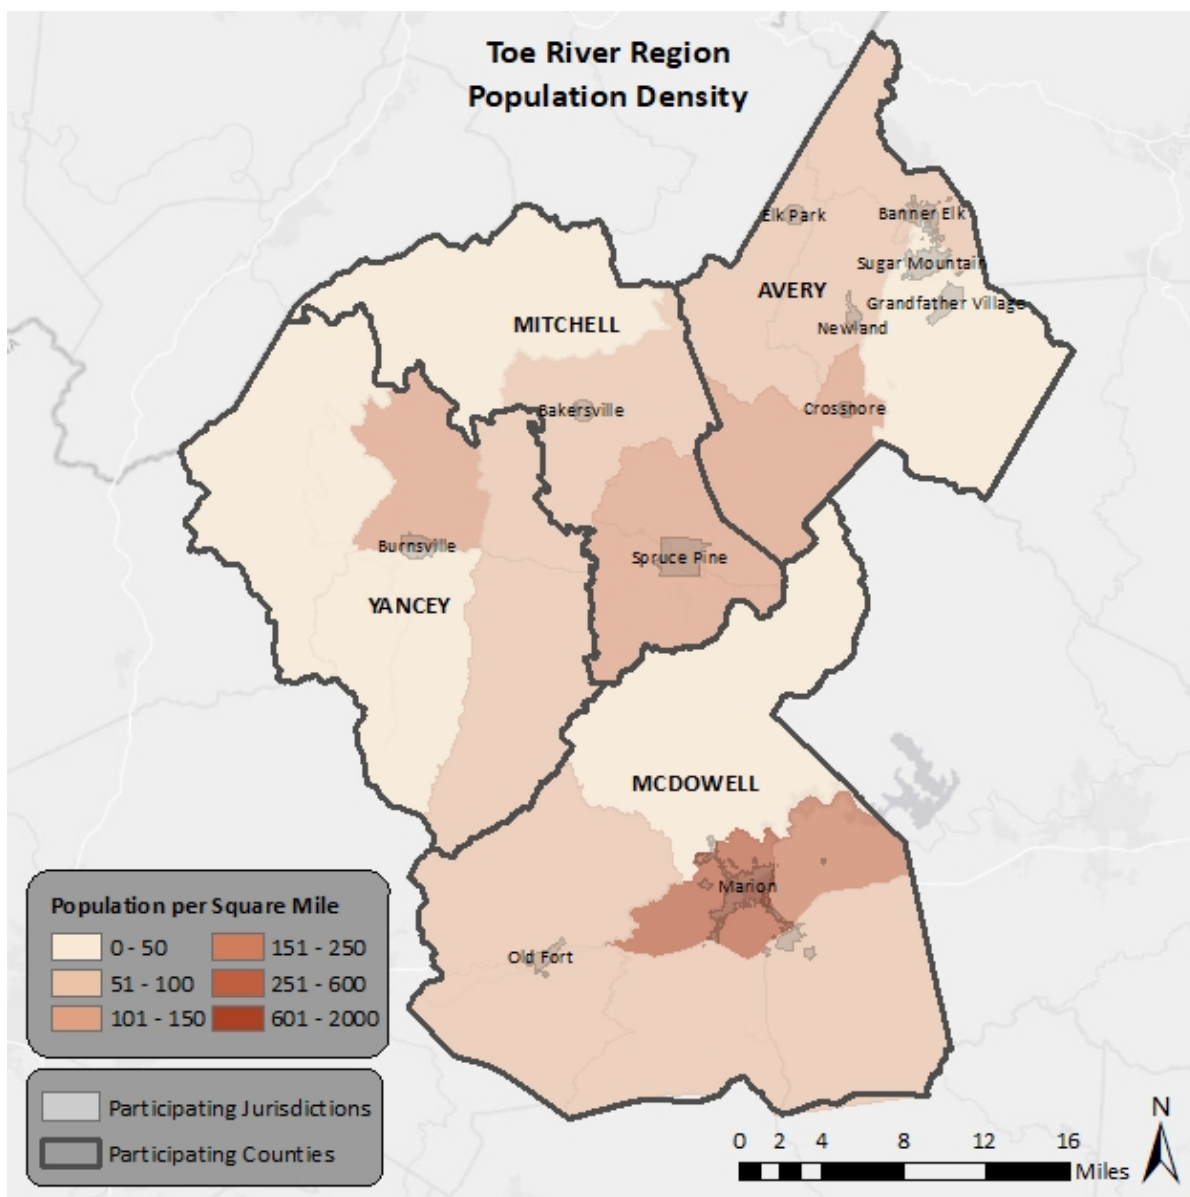 Toe River Region
Population Density
Elk Park
Banner Elk
Sugar Mountain
AVERY
Grandfather Village
MITCHELL
Newland
Bakersville
Crossnore
Burnsville
Spruce Pine
YANCEY
MCDOWELL
Marion
Old Fort
Population per Square Mile
0 - 50
151 - 250
51 - 100
251 - 600
101 - 150
601 - 2000
Participating Jurisdictions
Participating Counties
N
0 2 4 8 12 16
Miles